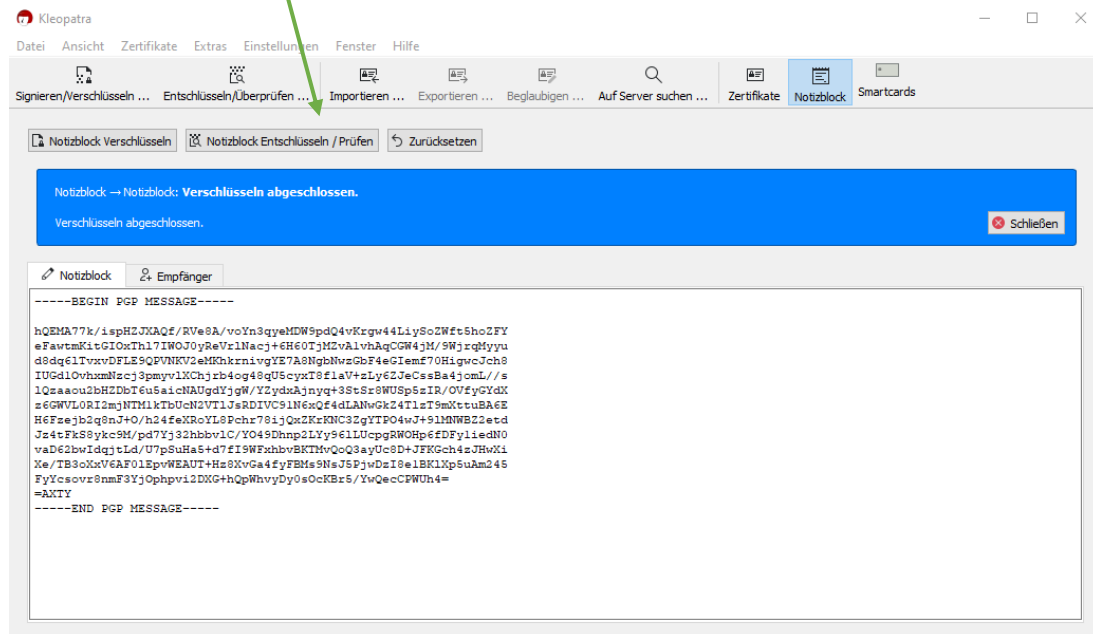 Kleopatra
Datei Ansicht Zertifikate Extras Einstellungen Fenster Hilfe
Signieren/Verschlüsseln ... Entschlüsseln/Überprüfen ... Importieren ... Exportieren ... Beglaubigen ... Auf Server suchen ... Zertifikate Notizblock Smartcards
Notizblock Verschlüsseln Notizblock Entschlüsseln / Prüfen Zurücksetzen
Notizblock → Notizblock: Verschlüsseln abgeschlossen.
Verschlüsseln abgeschlossen.
Schließen
Notizblock Empfänger
-----BEGIN PGP MESSAGE-----
hQEMA77k/ispHZJXAQf/RVe8A/voYn3qyeMDW9pdQ4vKrgw44LiySoZWft5hoZFY
eFawtmKitGIOxThl7IWOJ0yReVrlNacj+6H60TjMZvAlvhAqCGW4jM/9WjrqMyyu
d8dq6lTvxvDFLE9QPVNKV2eMKhkrnivgYE7A8NgbNwzGbF4eGIemf70HigwcJch8
IUGdlOvhxmNzcj3pmyvlXChjrb4og48qU5cyxT8flaV+zLy6ZJeCssBa4jomL//s
lQzaaou2bHZDbT6u5aicNAUgdYjgW/YZydxAjnyq+3StSr8WUSp5zIR/OVfyGYdX
z6GWVL0RI2mjNTMlkTbUcN2VTlJsRDIVC9lN6xQf4dLANwGkZ4TlzT9mXttuBA6E
H6Fzejb2q8nJ+O/h24feXRoYL8Pchr78ijQxZKrKNC3ZgYTPO4wJ+9lMNWBZ2etd
Jz4tFkS8ykc9M/pd7Yj32hbbvlC/YO49Dhnp2LYy96lLUcpgRWOHp6fDFyliedN0
vaD62bwIdqjtLd/U7pSuHa5+d7fI9WFxhbvBKTMvQoQ3ayUc8D+JFKGch4zJHwXi
Xe/TB3oXxV6AF0lEpvWEAUT+Hz8XvGa4fyFBMs9NsJ5PjwDzI8elBKlXp5uAm245
FyYcsovr8nmF3YjOphpvi2DXG+hQpWhvyDy0sOcKBr5/YwQecCPWUh4=
=AXTY
-----END PGP MESSAGE-----